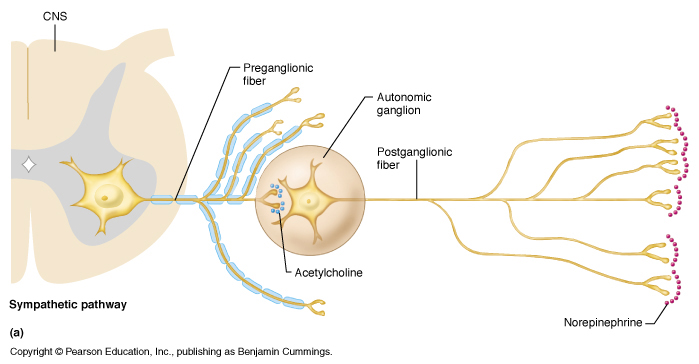 CNS
Preganglionic
fiber
Autonomic
ganglion
Postganglionic
fiber
Acetylcholine
Sympathetic pathway
Norepinephrine
(a)
Copyright © Pearson Education, Inc., publishing as Benjamin Cummings.